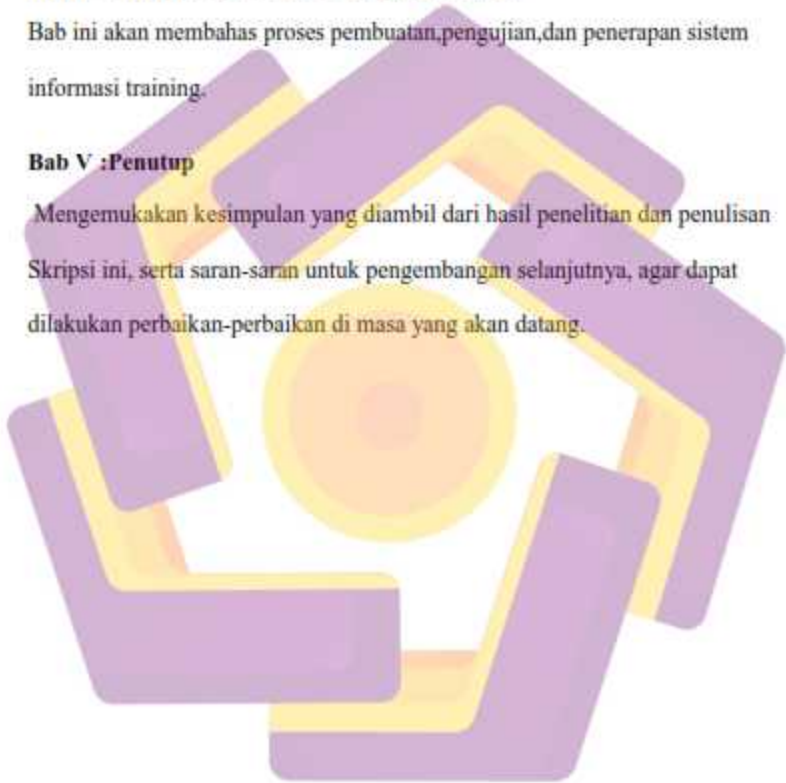 Bab ini akan membahas proses pembuatan,pengujian,dan penerapan sistem
informasi training.
Bab V :Penutup
Mengemukakan kesimpulan yang diambil dari hasil penelitian dan penulisan
Skripsi ini, serta saran-saran untuk pengembangan selanjutnya, agar dapat
dilakukan perbaikan-perbaikan di masa yang akan datang.